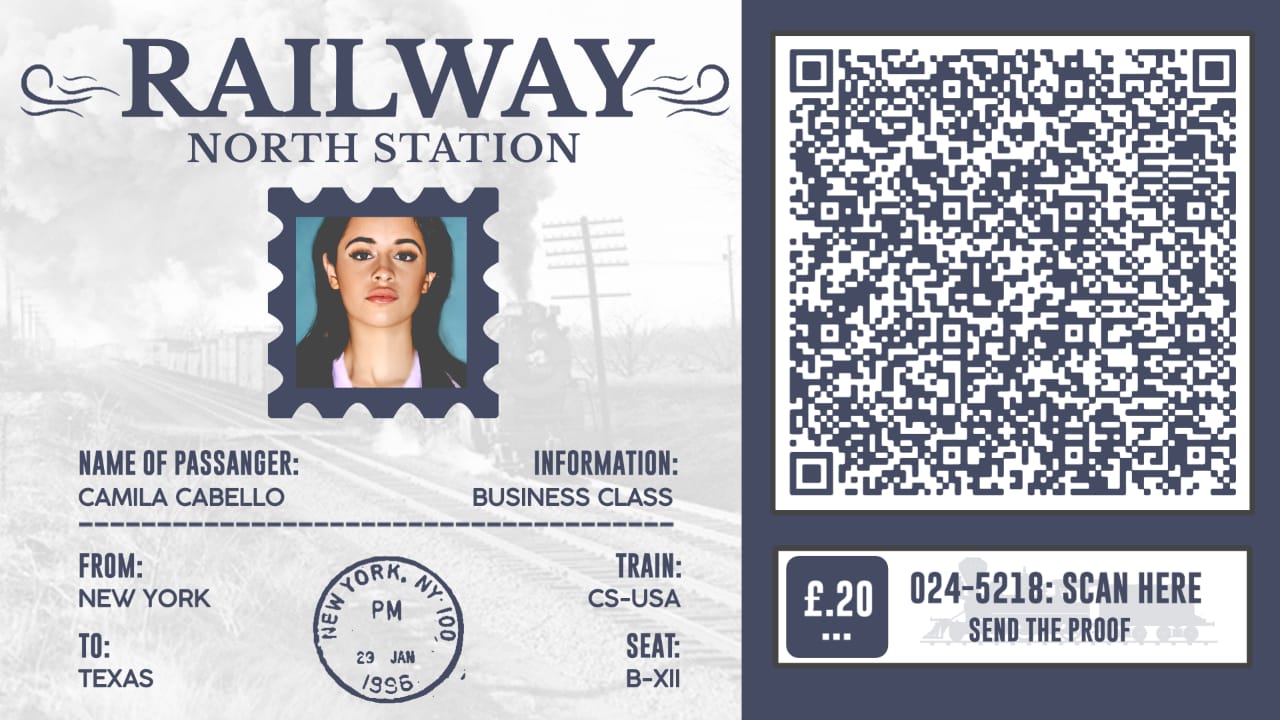 RAILWAY
NORTH STATION
NAME OF PASSANGER:
CAMILA CABELLO
INFORMATION:
BUSINESS CLASS
FROM:
NEW YORK
TO:
TEXAS
NEW YORK, NY 100
PM
29 JAN
1996
TRAIN:
CS-USA
SEAT:
B-XII
£.20
...
024-5218: SCAN HERE
SEND THE PROOF